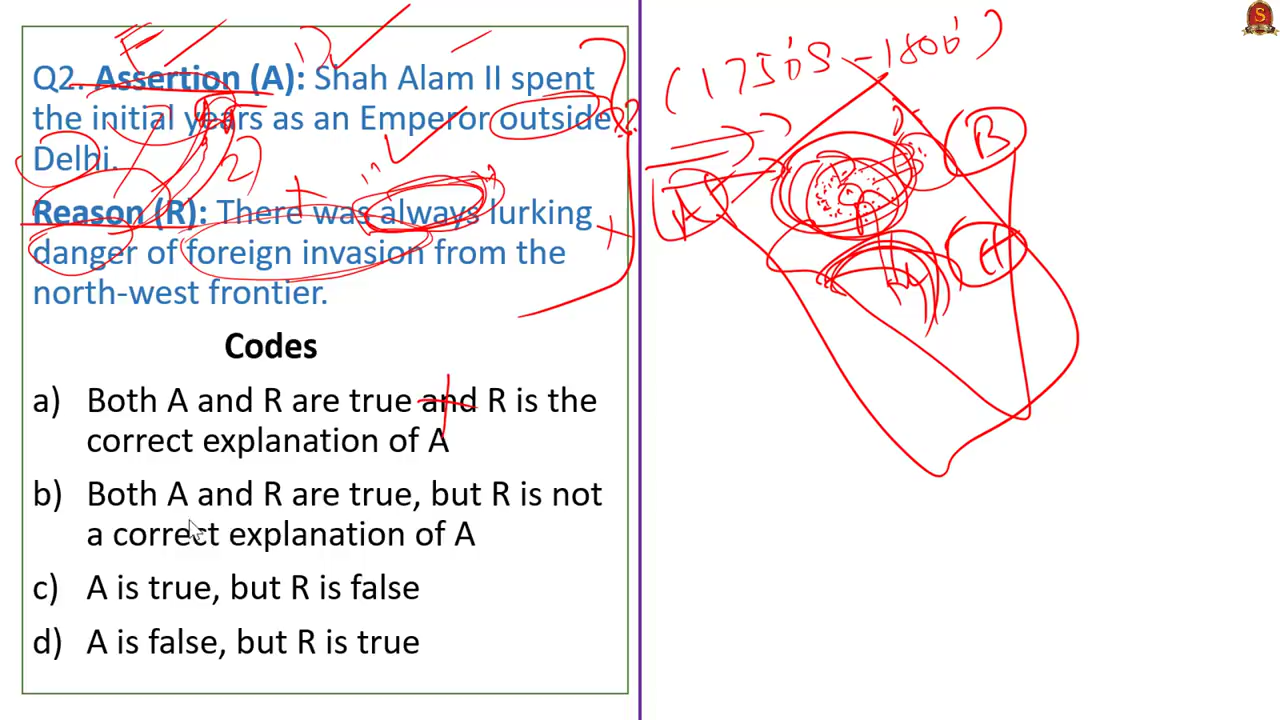 Q2. Assertion (A): Shah Alam II spent
the initial years as an Emperor outside
Delhi.
Reason (R): There was always lurking
danger of foreign invasion from the
north-west frontier.
Codes
a) Both A and R are true and R is the
correct explanation of A
b) Both A and R are true, but R is not
a correct explanation of A
c) A is true, but R is false
d) A is false, but R is true
(1750's - 1800')
A
B
S